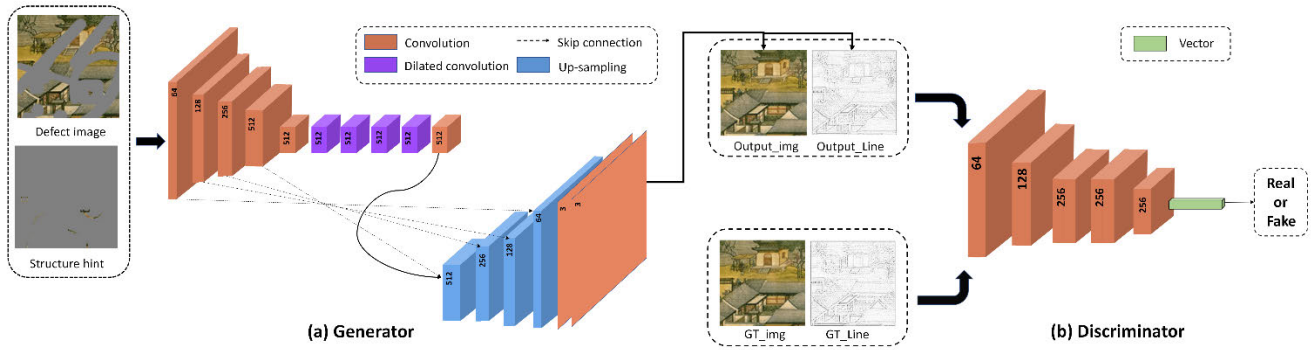 Defect image
Structure hint
64
128
256
512
512
512
512
512
512
512
Convolution
Skip connection
Dilated convolution
Up-sampling
512
256
128
64
3
3
(a) Generator
Output_img
Output_Line
GT_img
GT_Line
64
128
256
256
256
Vector
Real
or
Fake
(b) Discriminator